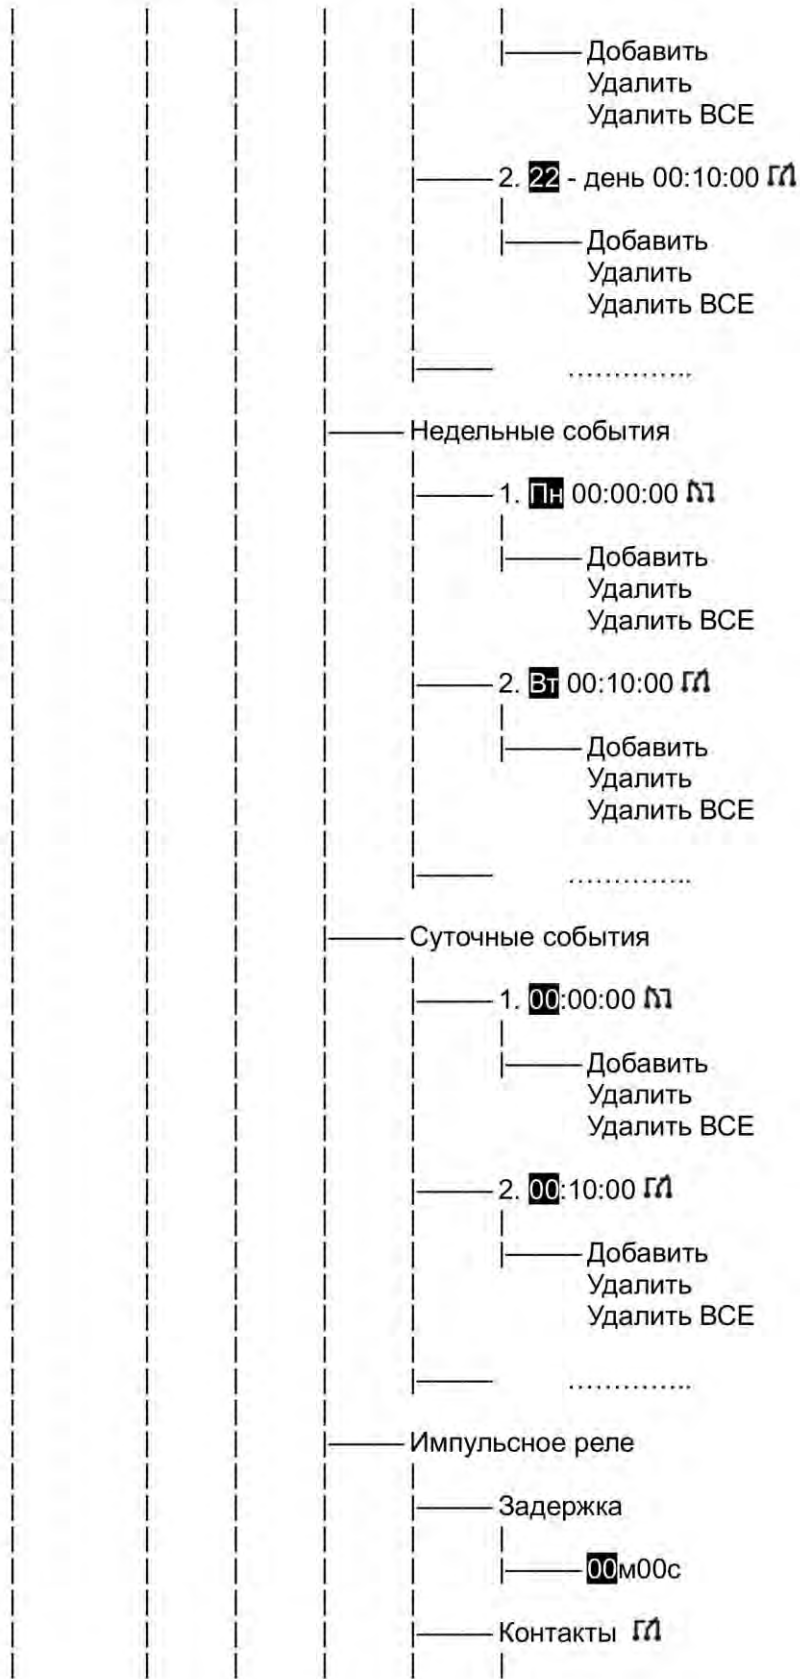 Добавить
Удалить
Удалить ВСЕ
2. 22 - день 00:10:00
Добавить
Удалить
Удалить ВСЕ
..............
Недельные события
1. Пн 00:00:00
Добавить
Удалить
Удалить ВСЕ
2. Вт 00:10:00
Добавить
Удалить
Удалить ВСЕ
..............
Суточные события
1. 00:00:00
Добавить
Удалить
Удалить ВСЕ
2. 00:10:00
Добавить
Удалить
Удалить ВСЕ
..............
Импульсное реле
Задержка
00м00с
Контакты